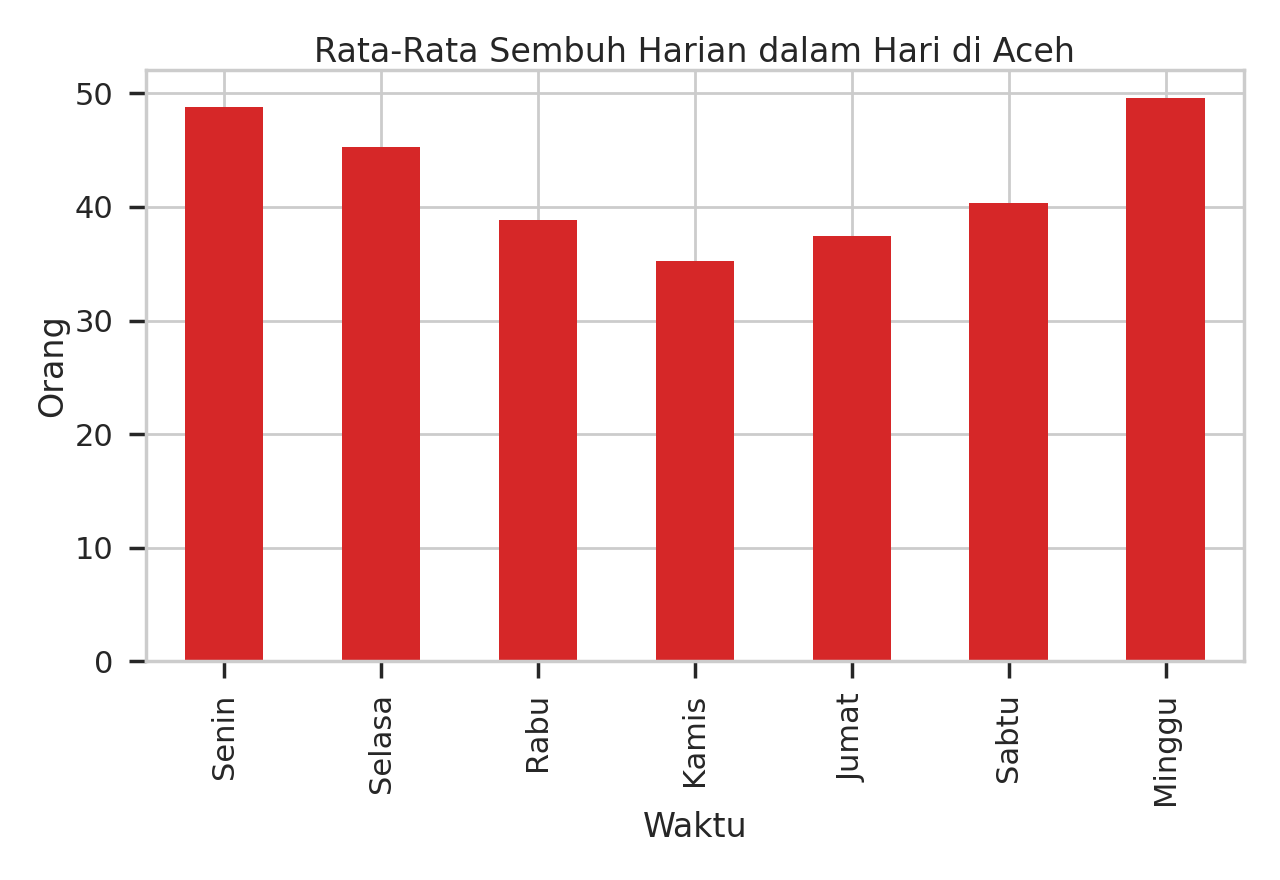 Rata-Rata Sembuh Harian dalam Hari di Aceh
50
40
30
20
10
0
Orang
Senin
Selasa
Rabu
Kamis
Jumat
Sabtu
Minggu
Waktu